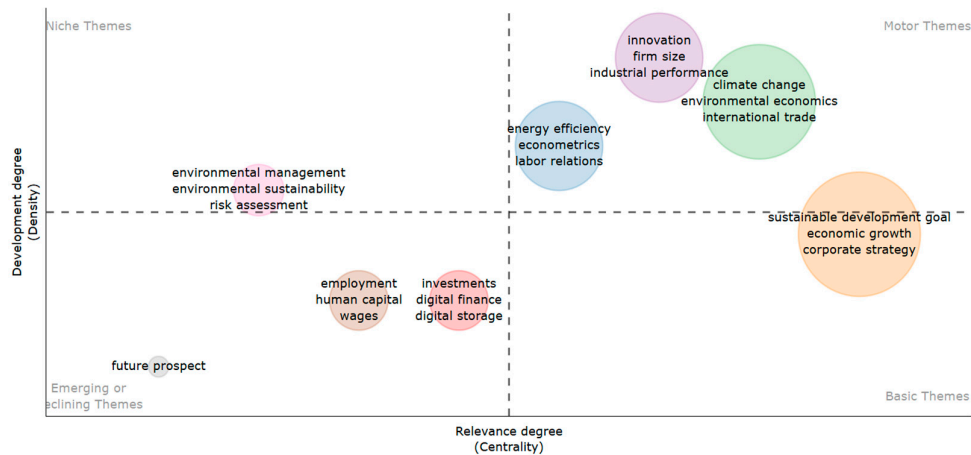 Niche Themes
Motor Themes
innovation
firm size
industrial performance
climate change
environmental economics
international trade
energy efficiency
econometrics
labor relations
environmental management
environmental sustainability
risk assessment
sustainable development goal
economic growth
corporate strategy
employment
human capital
wages
investments
digital finance
digital storage
future prospect
Emerging or
eclining Themes
Basic Themes
Development degree
(Density)
Relevance degree
(Centrality)